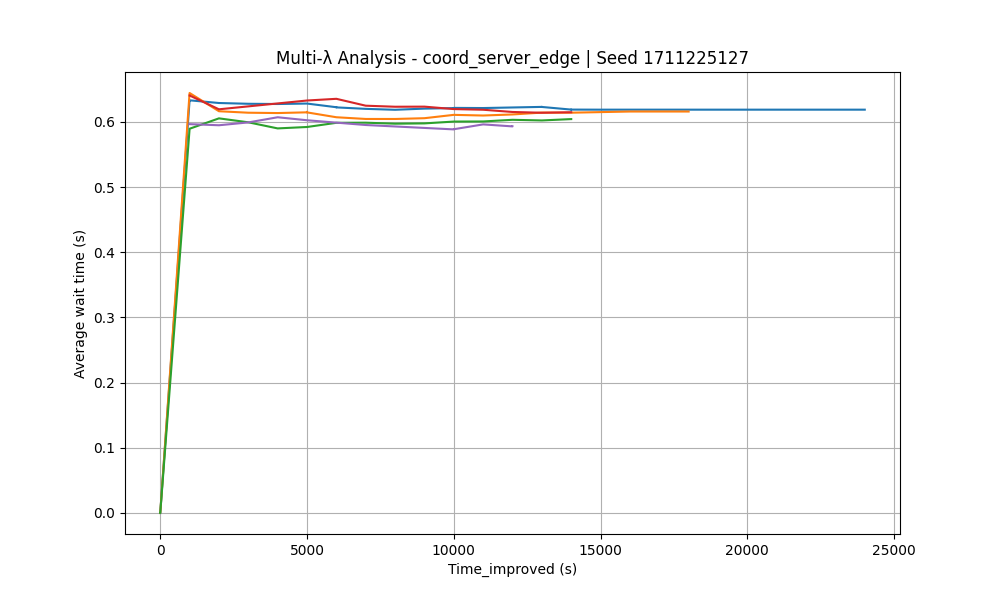 Multi-λ Analysis - coord_server_edge | Seed 1711225127
Average wait time (s)
0.6
0.5
0.4
0.3
0.2
0.1
0.0
0 5000 10000 15000 20000 25000
Time_improved (s)